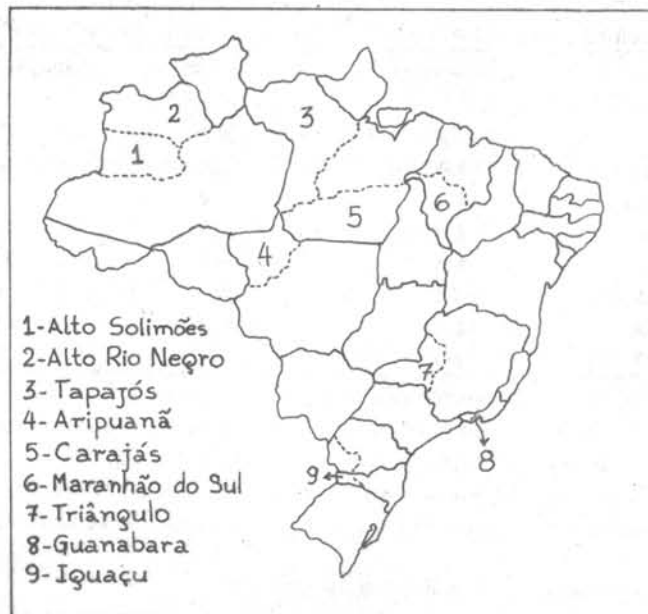 2
3
1
6
5
4
7
8
9
1-Alto Solimões
2-Alto Rio Negro
3-Tapajós
4-Aripuanã
5-Carajás
6-Maranhão do Sul
7-Triângulo
8-Guanabara
9-Iguaçu